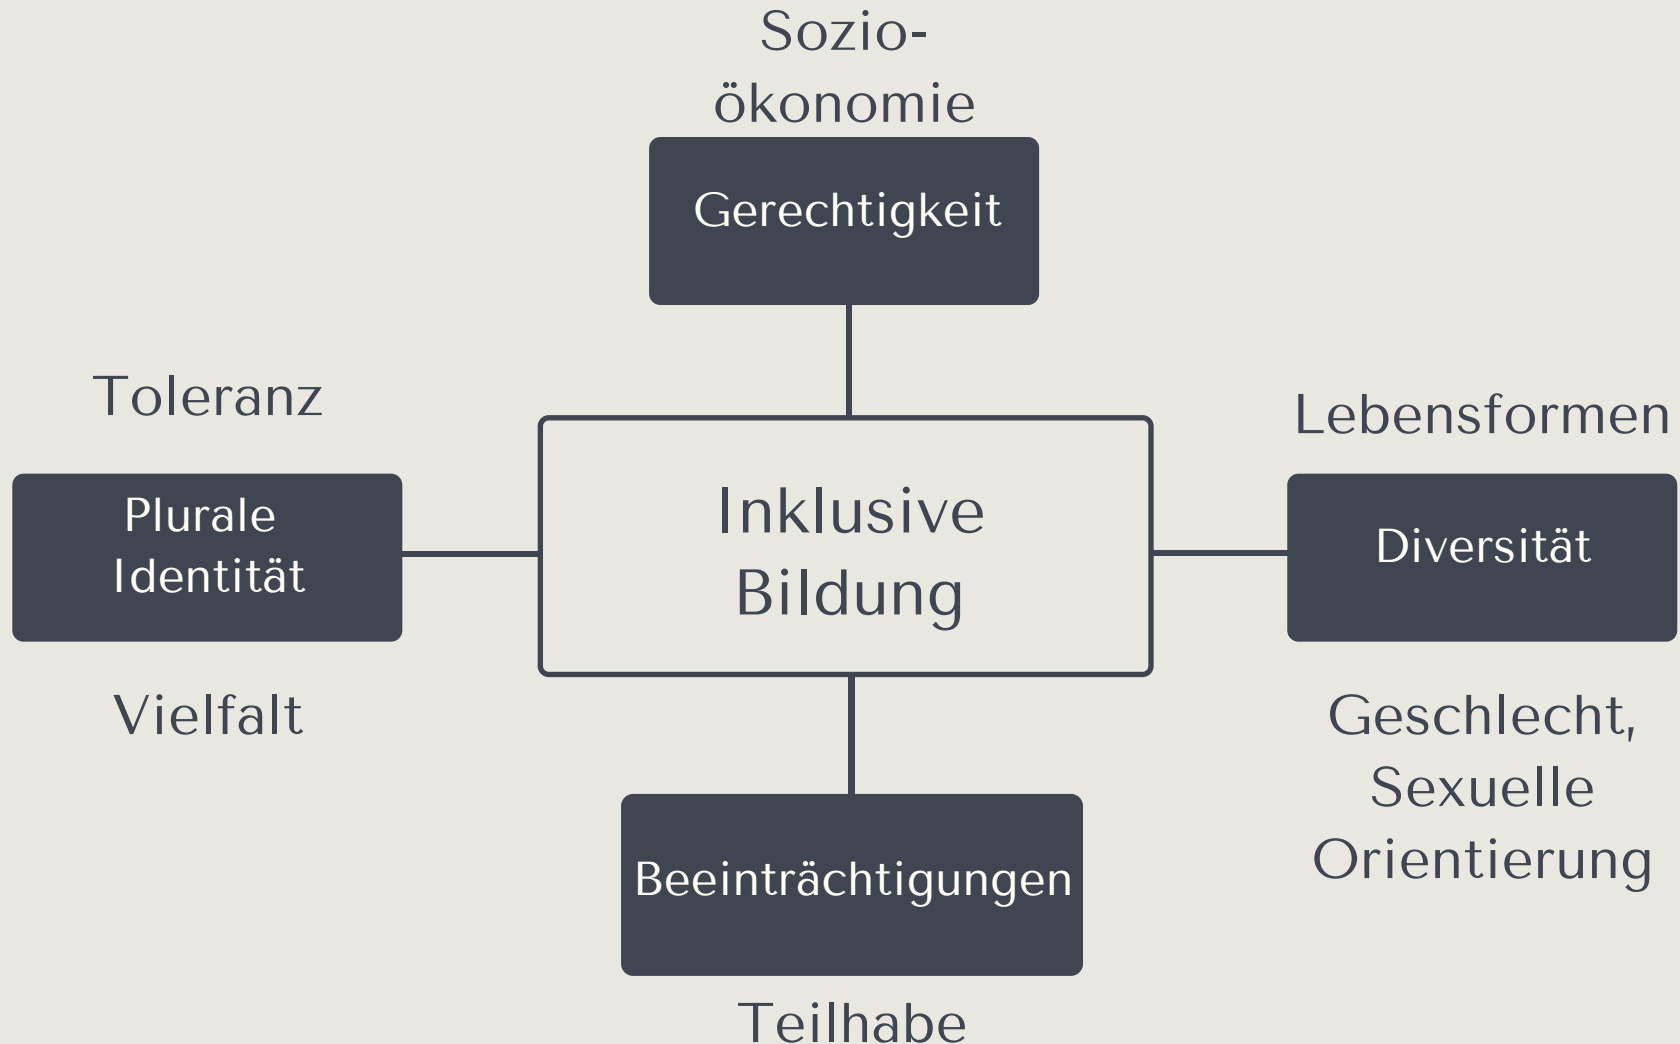 Sozio-
ökonomie
Gerechtigkeit
Toleranz
Plurale
Identität
Vielfalt
Inklusive
Bildung
Lebensformen
Diversität
Geschlecht,
Sexuelle
Orientierung
Beeinträchtigungen
Teilhabe